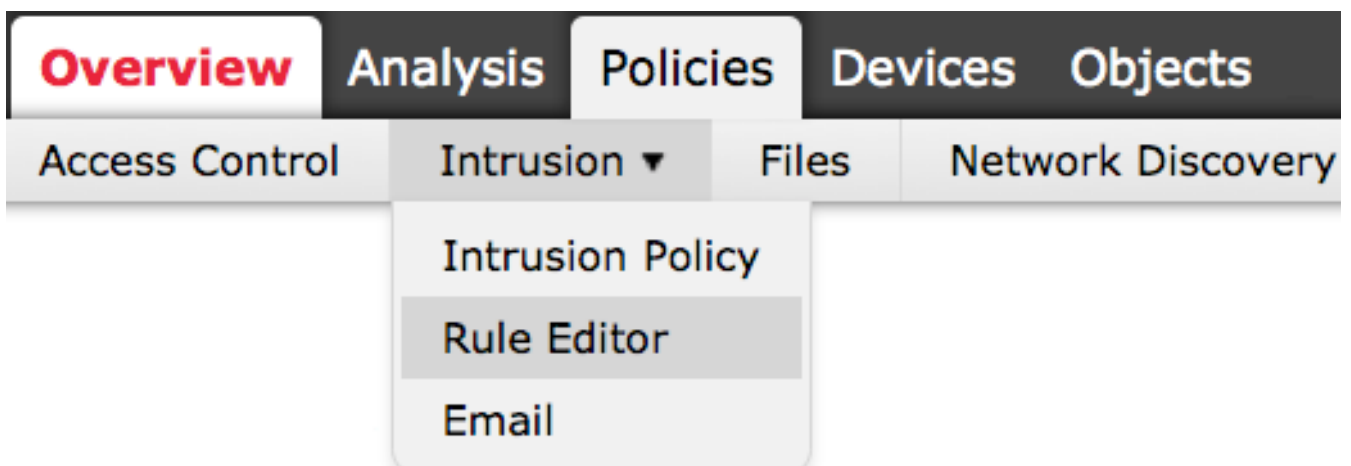 Overview Analysis Policies Devices Objects
Access Control Intrusion ▼ Files Network Discovery
Intrusion Policy
Rule Editor
Email